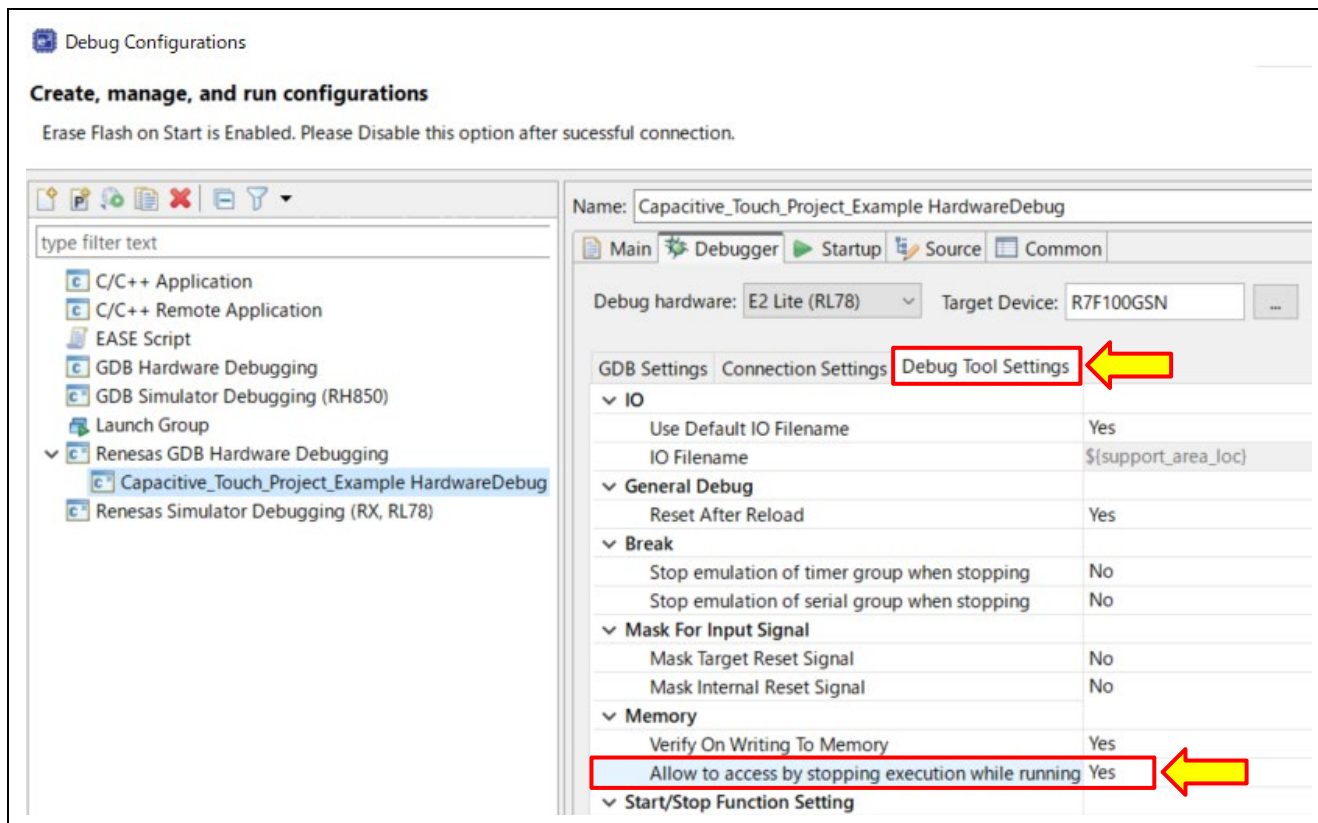 Debug Configurations
Create, manage, and run configurations
Erase Flash on Start is Enabled. Please Disable this option after sucessful connection.
type filter text
C/C++ Application
C/C++ Remote Application
EASE Script
GDB Hardware Debugging
GDB Simulator Debugging (RH850)
Launch Group
Renesas GDB Hardware Debugging
Capacitive_Touch_Project_Example HardwareDebug
Renesas Simulator Debugging (RX, RL78)
Name: Capacitive_Touch_Project_Example HardwareDebug
Main Debugger Startup Source Common
Debug hardware: E2 Lite (RL78) Target Device: R7F100GSN ...
GDB Settings Connection Settings Debug Tool Settings
IO
Use Default IO Filename Yes
IO Filename ${support_area_loc}
General Debug
Reset After Reload Yes
Break
Stop emulation of timer group when stopping No
Stop emulation of serial group when stopping No
Mask For Input Signal
Mask Target Reset Signal No
Mask Internal Reset Signal No
Memory
Verify On Writing To Memory Yes
Allow to access by stopping execution while running Yes
Start/Stop Function Setting